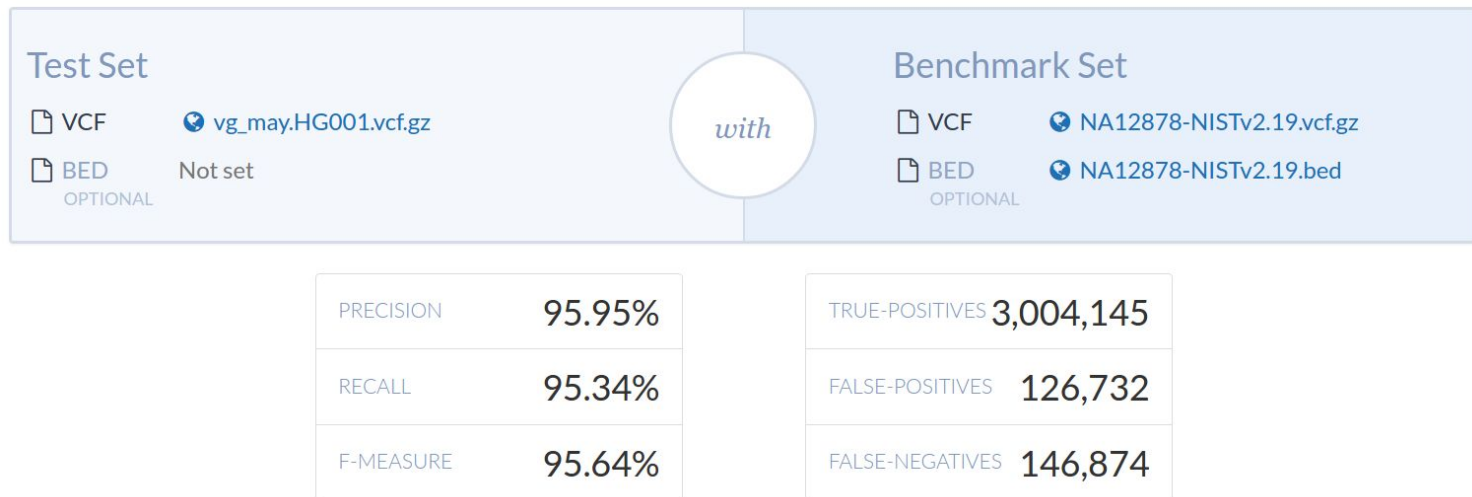 Test Set
VCF vg_may.HG001.vcf.gz
BED Not set
OPTIONAL
with
Benchmark Set
VCF NA12878-NISTv2.19.vcf.gz
BED NA12878-NISTv2.19.bed
OPTIONAL
PRECISION 95.95%
RECALL 95.34%
F-MEASURE 95.64%
TRUE-POSITIVES 3,004,145
FALSE-POSITIVES 126,732
FALSE-NEGATIVES 146,874